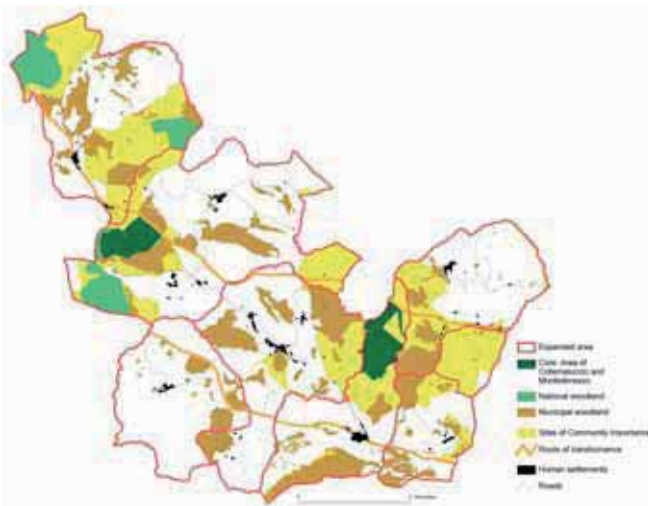 Expanded area
Core Area of
Collemeluccio and
Montedimezzo
National woodland
Municipal woodland
Sites of Community Importance
Route of transhumance
Human settlements
Roads